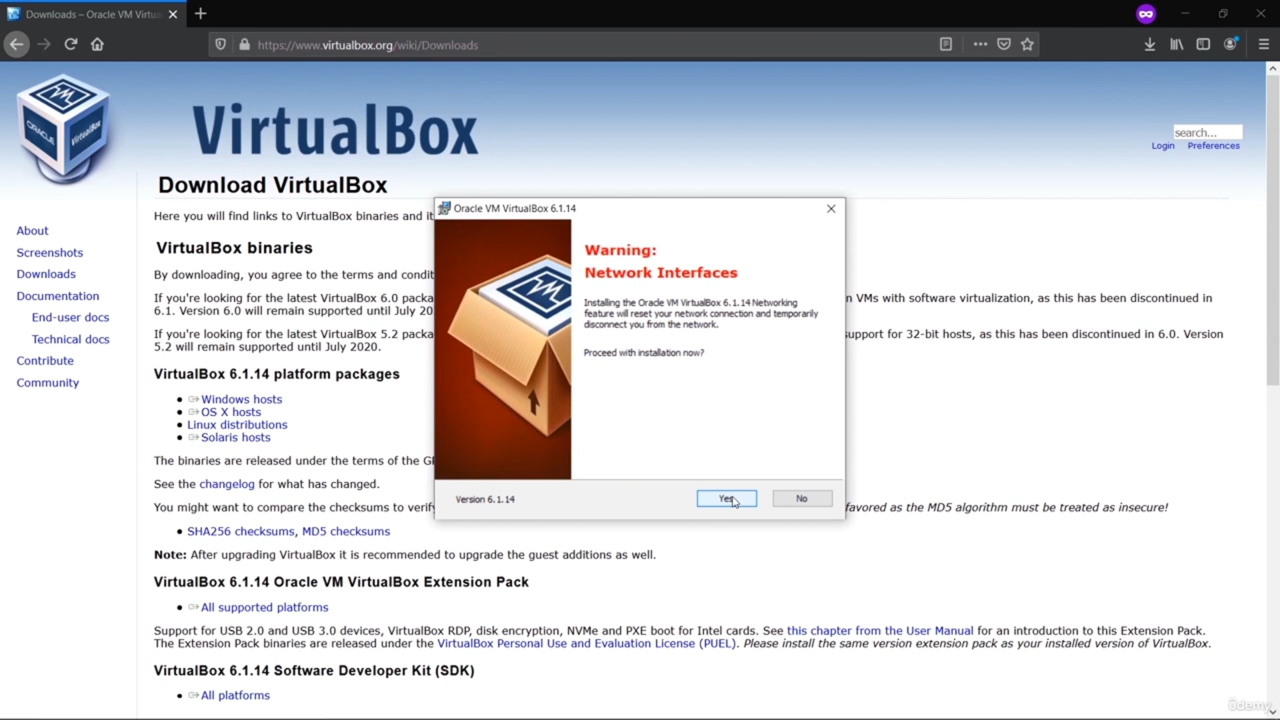 Downloads – Oracle VM Virtua
https://www.virtualbox.org/wiki/Downloads
ORACLE
VirtualBox
VirtualBox
search...
Login Preferences
Download VirtualBox
Here you will find links to VirtualBox binaries and it
About
Screenshots
Downloads
Documentation
End-user docs
Technical docs
Contribute
Community
VirtualBox binaries
By downloading, you agree to the terms and condit
If you're looking for the latest VirtualBox 6.0 packa n VMs with software virtualization, as this has been discontinued in
6.1. Version 6.0 will remain supported until July 20
If you're looking for the latest VirtualBox 5.2 packa support for 32-bit hosts, as this has been discontinued in 6.0. Version
5.2 will remain supported until July 2020.
VirtualBox 6.1.14 platform packages
Windows hosts
OS X hosts
Linux distributions
Solaris hosts
The binaries are released under the terms of the GP
See the changelog for what has changed.
You might want to compare the checksums to verify favored as the MD5 algorithm must be treated as insecure!
SHA256 checksums, MD5 checksums
Note: After upgrading VirtualBox it is recommended to upgrade the guest additions as well.
VirtualBox 6.1.14 Oracle VM VirtualBox Extension Pack
All supported platforms
Support for USB 2.0 and USB 3.0 devices, VirtualBox RDP, disk encryption, NVMe and PXE boot for Intel cards. See this chapter from the User Manual for an introduction to this Extension Pack.
The Extension Pack binaries are released under the VirtualBox Personal Use and Evaluation License (PUEL). Please install the same version extension pack as your installed version of VirtualBox.
VirtualBox 6.1.14 Software Developer Kit (SDK)
All platforms
Oracle VM VirtualBox 6.1.14
Warning:
Network Interfaces
Installing the Oracle VM VirtualBox 6.1.14 Networking
feature will reset your network connection and temporarily
disconnect you from the network.
Proceed with installation now?
Version 6.1.14
Yes
No
ûdemy